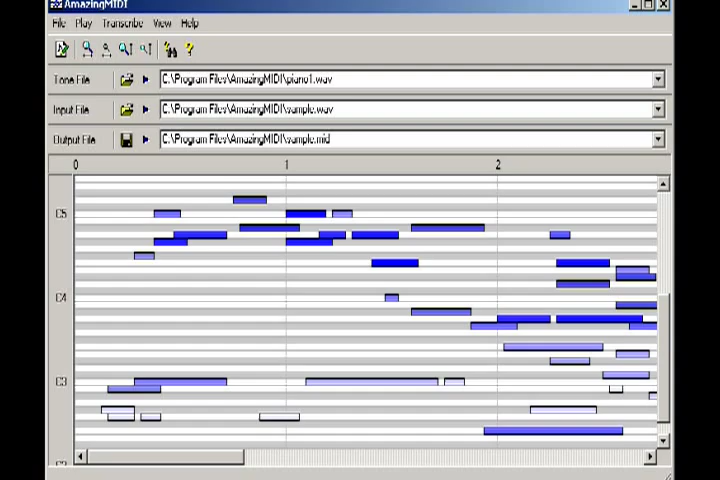 AmazingMIDI
File Play Transcribe View Help
Tone File C:\Program Files\AmazingMIDI\piano1.wav
Input File C:\Program Files\AmazingMIDI\sample.wav
Output File C:\Program Files\AmazingMIDI\sample.mid
0 1 2
C5
C4
C3